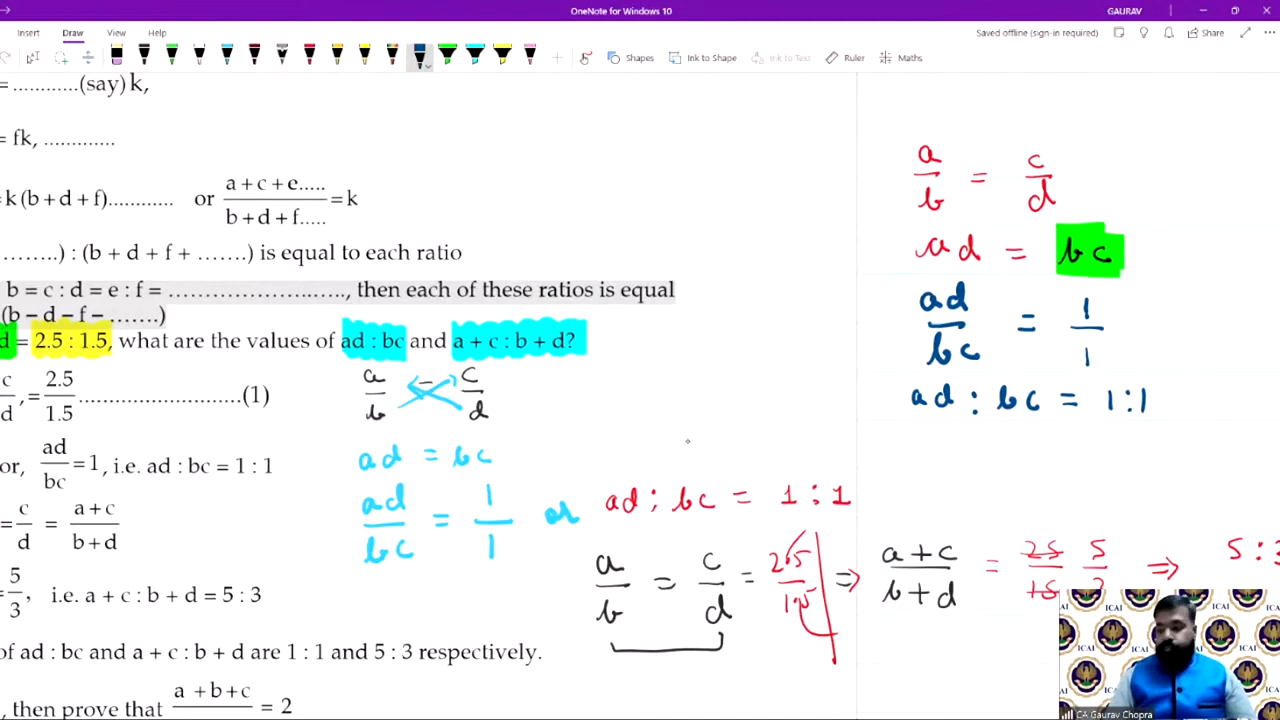 OneNote for Windows 10
GAURAV
Insert Draw View Help
Saved offline (sign-in required) Share
Shapes Ink to Shape Ink to Text Ruler Maths
= ............(say) k,
= fk, .............
= k (b + d + f)............ or a + c + e..... / b + d + f..... = k
……..) : (b + d + f + …….) is equal to each ratio
b = c : d = e : f = …………………..…., then each of these ratios is equal
(b – d – f – …….)
d = 2.5 : 1.5, what are the values of ad : bc and a + c : b + d?
c/d, = 2.5/1.5 ............................(1)
or, ad/bc = 1, i.e. ad : bc = 1 : 1
= c/d = a + c / b + d
= 5/3, i.e. a + c : b + d = 5 : 3
of ad : bc and a + c : b + d are 1 : 1 and 5 : 3 respectively.
, then prove that a + b + c / = 2
a/b = c/d
ad = bc
ad/bc = 1/1 or ad : bc = 1 : 1
a/b = c/d = 2.5/1.5 ⇒ a + c / b + d = 25/15 5/3 ⇒ 5 : 3
a/b = c/d
ad = bc
ad/bc = 1/1
ad : bc = 1 : 1
ICAI
CA Gaurav Chopra